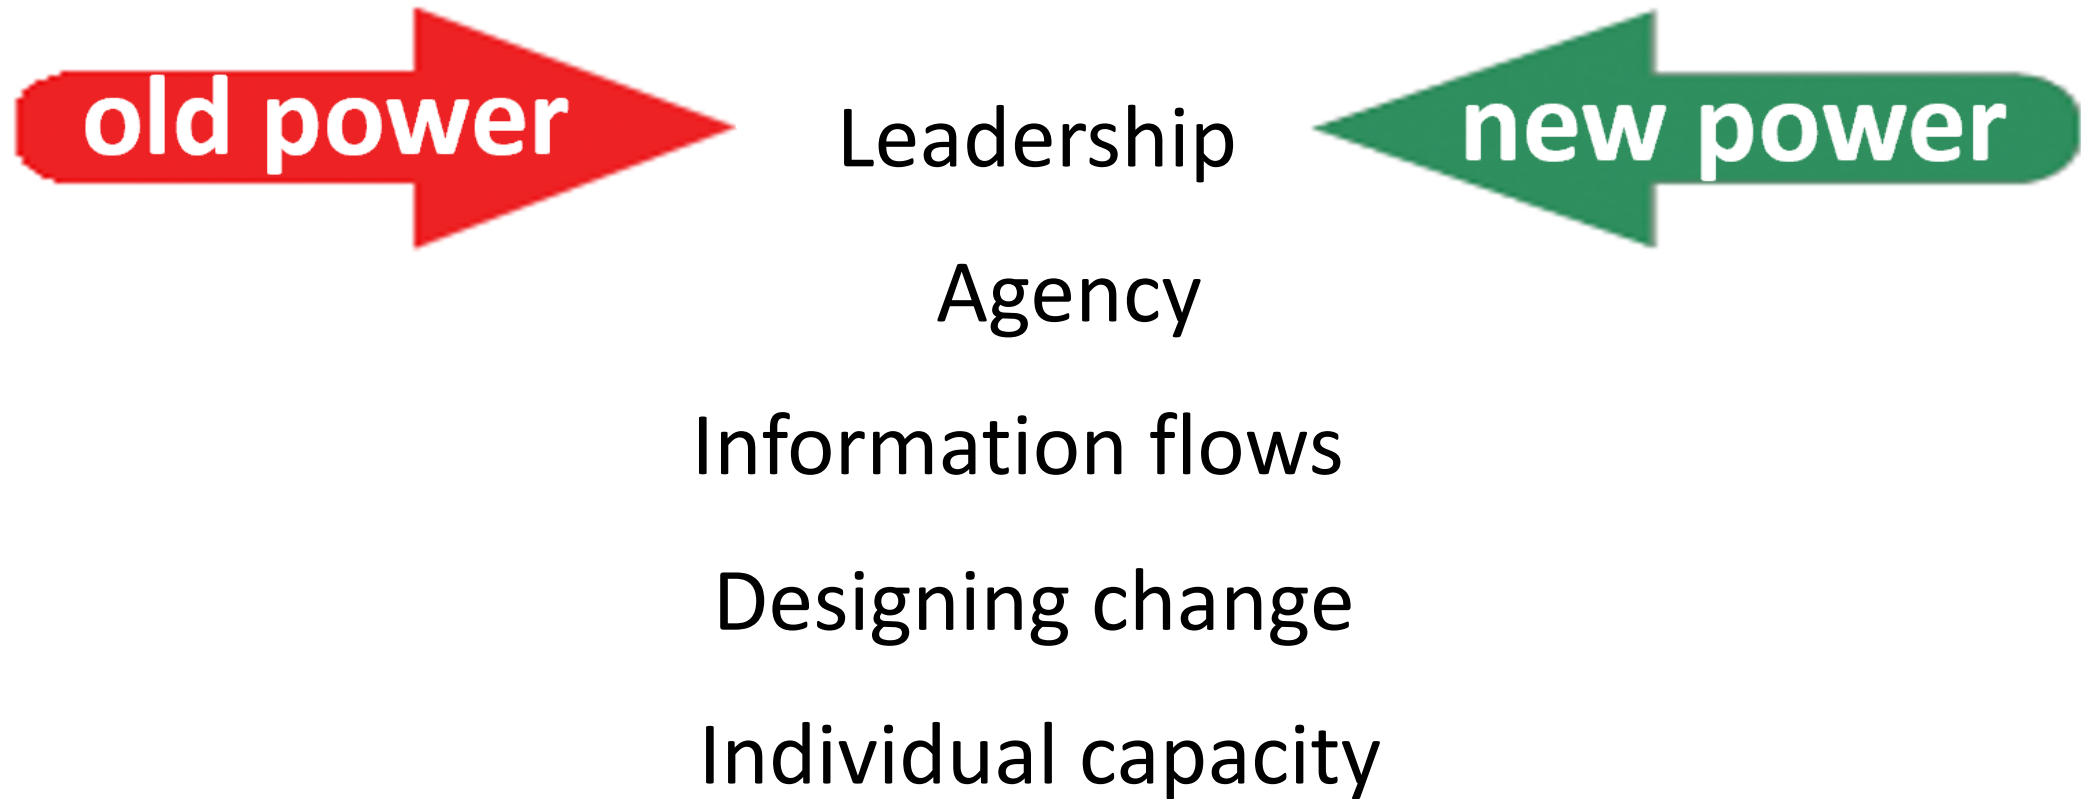 old power Leadership new power
Agency
Information flows
Designing change
Individual capacity